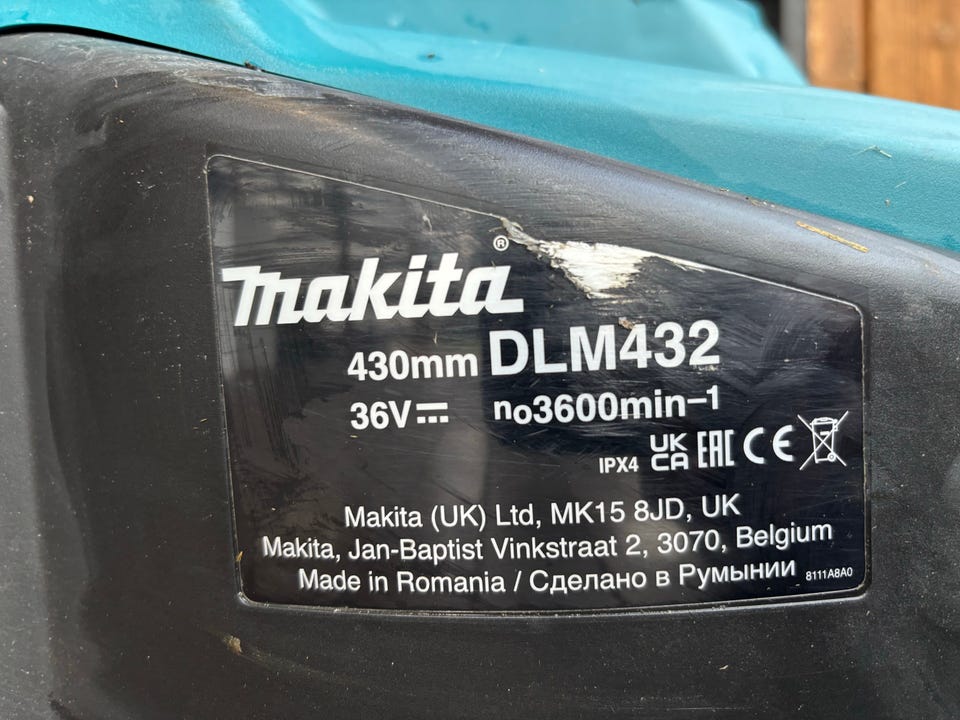 makita®
430mm DLM432
36V⎓ no3600min–1
IPX4 UK CA EAC CE
Makita (UK) Ltd, MK15 8JD, UK
Makita, Jan-Baptist Vinkstraat 2, 3070, Belgium
Made in Romania / Сделано в Румынии 8111A8A0